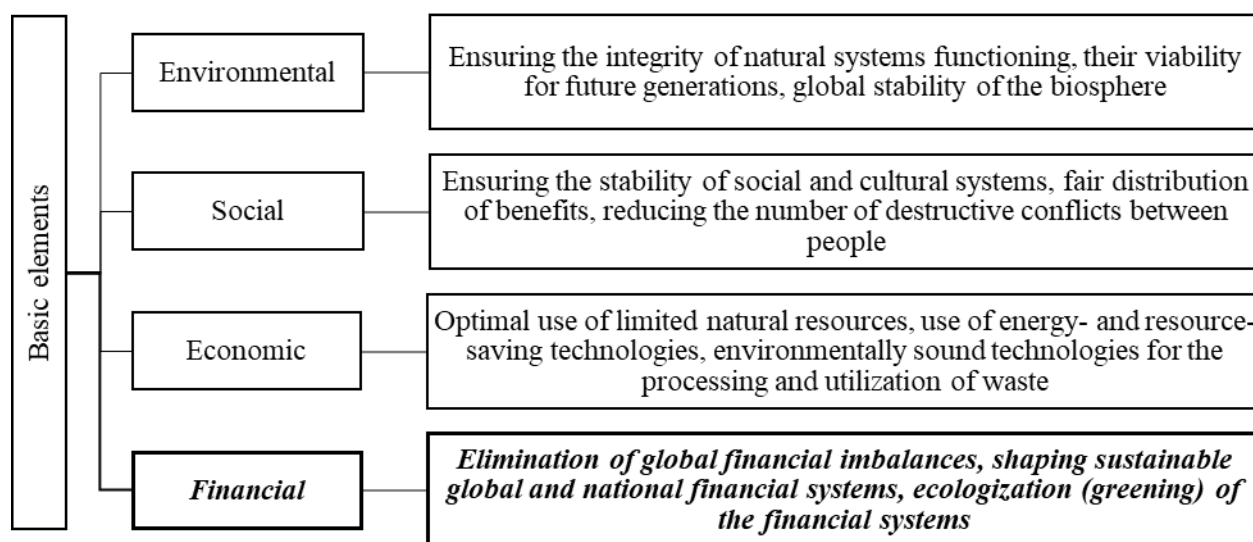 Basic elements
Environmental
Ensuring the integrity of natural systems functioning, their viability
for future generations, global stability of the biosphere
Social
Ensuring the stability of social and cultural systems, fair distribution
of benefits, reducing the number of destructive conflicts between
people
Economic
Optimal use of limited natural resources, use of energy- and resource-
saving technologies, environmentally sound technologies for the
processing and utilization of waste
Financial
Elimination of global financial imbalances, shaping sustainable
global and national financial systems, ecologization (greening) of
the financial systems